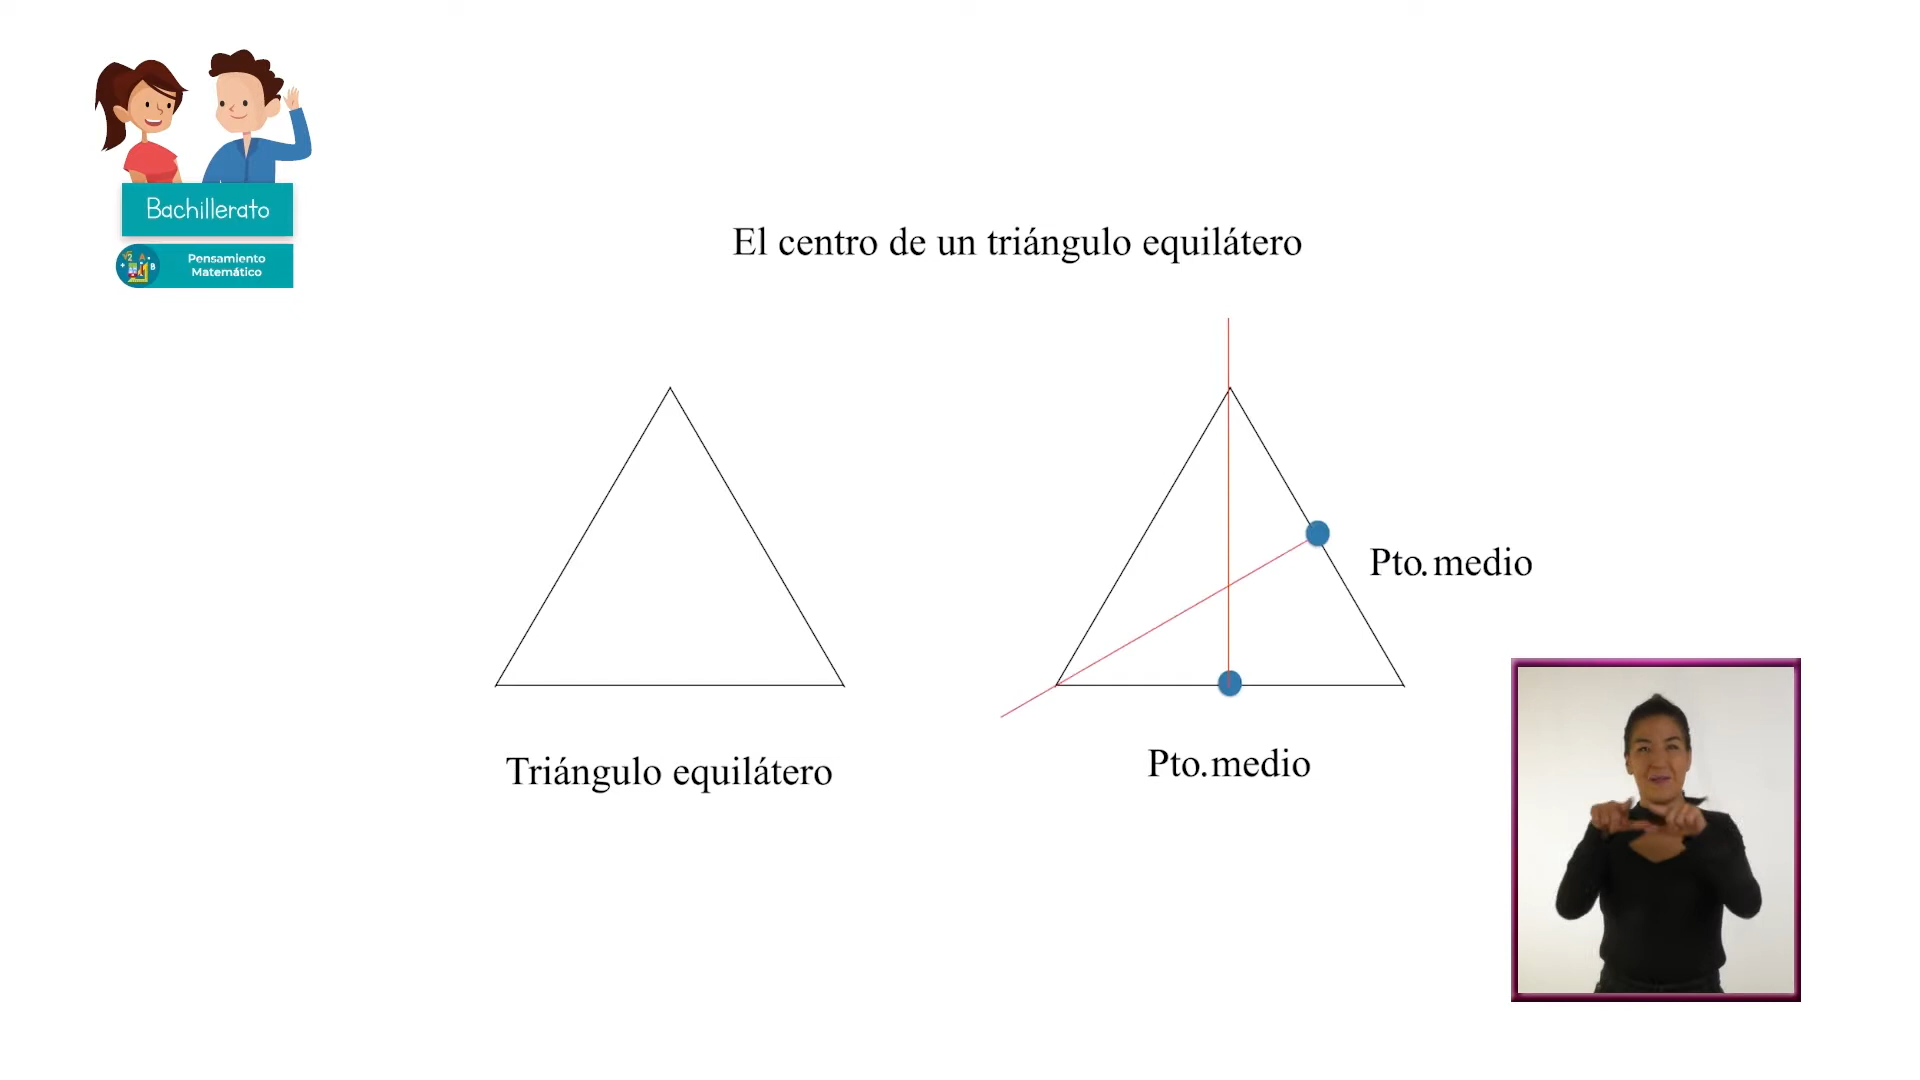 Bachillerato
Pensamiento
Matemático
El centro de un triángulo equilátero
Pto. medio
Triángulo equilátero
Pto. medio